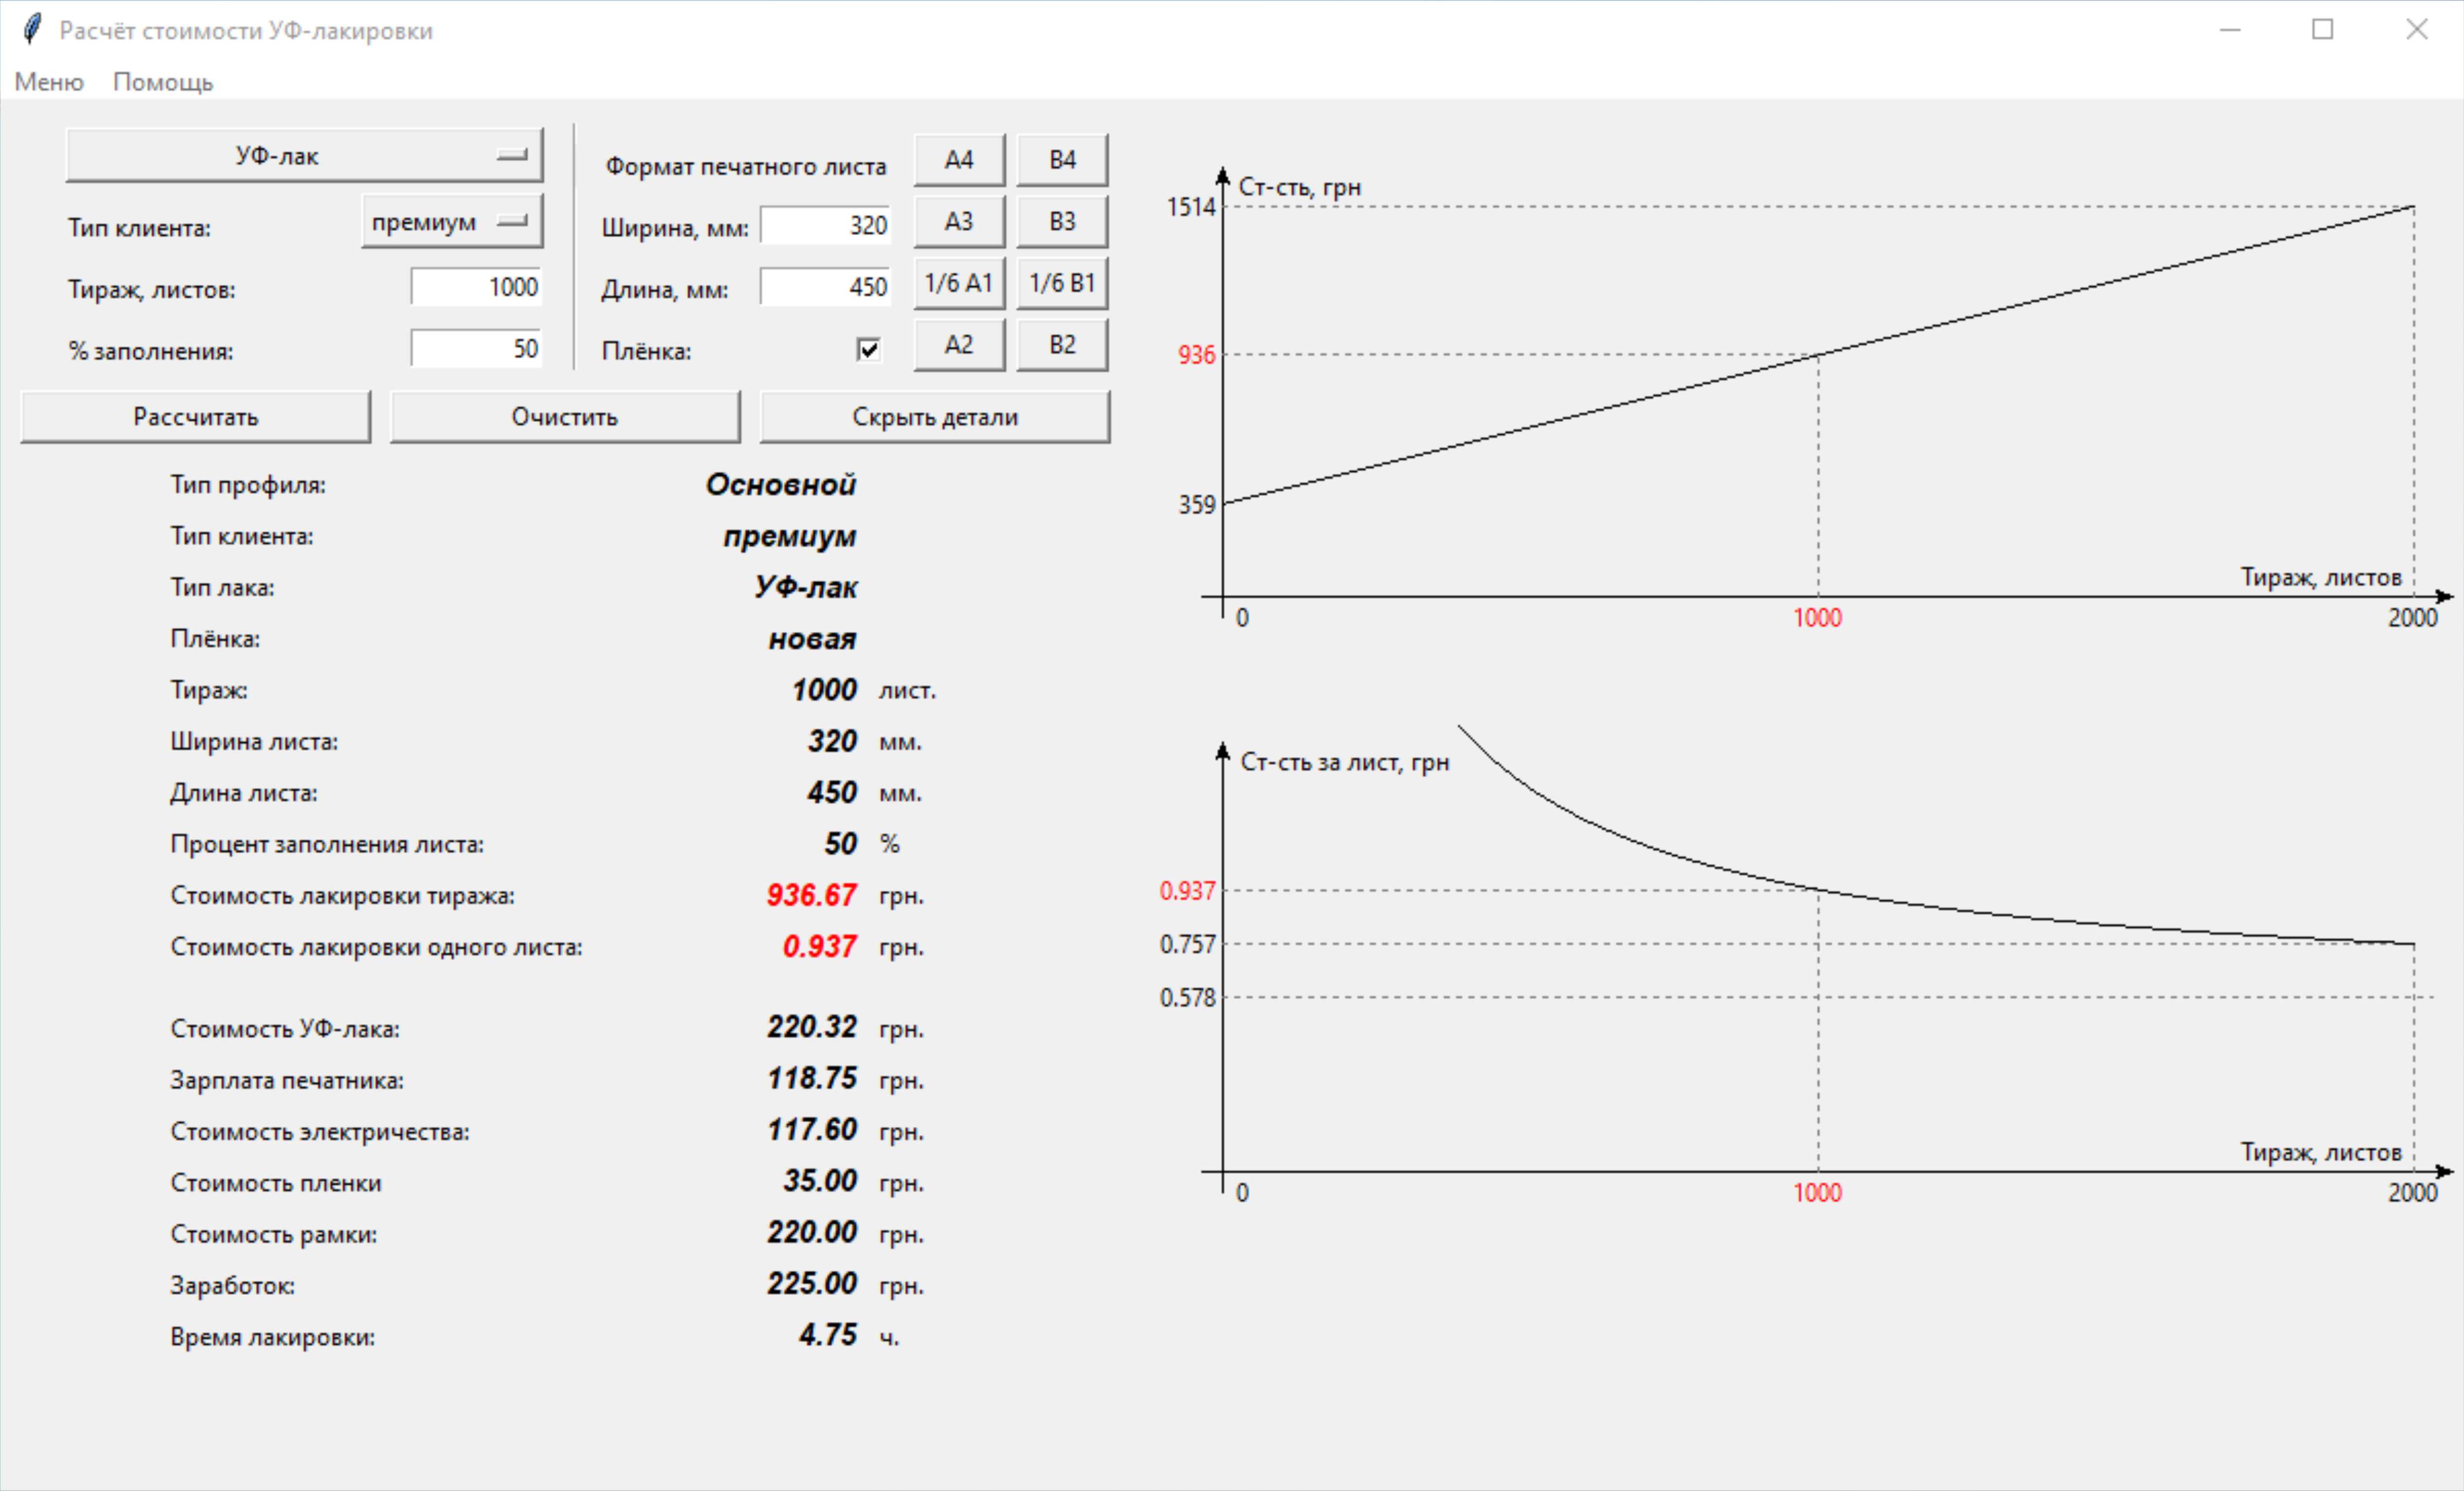 Расчёт стоимости УФ-лакировки
Меню Помощь
УФ-лак
Тип клиента: премиум
Тираж, листов: 1000
% заполнения: 50
Формат печатного листа
Ширина, мм: 320
Длина, мм: 450
Плёнка:
A4 B4
A3 B3
1/6 A1 1/6 B1
A2 B2
Рассчитать Очистить Скрыть детали
Тип профиля: Основной
Тип клиента: премиум
Тип лака: УФ-лак
Плёнка: новая
Тираж: 1000 лист.
Ширина листа: 320 мм.
Длина листа: 450 мм.
Процент заполнения листа: 50 %
Стоимость лакировки тиража: 936.67 грн.
Стоимость лакировки одного листа: 0.937 грн.
Стоимость УФ-лака: 220.32 грн.
Зарплата печатника: 118.75 грн.
Стоимость электричества: 117.60 грн.
Стоимость пленки 35.00 грн.
Стоимость рамки: 220.00 грн.
Заработок: 225.00 грн.
Время лакировки: 4.75 ч.
Ст-сть, грн
1514
936
359
Тираж, листов
0 1000 2000
Ст-сть за лист, грн
0.937
0.757
0.578
Тираж, листов
0 1000 2000